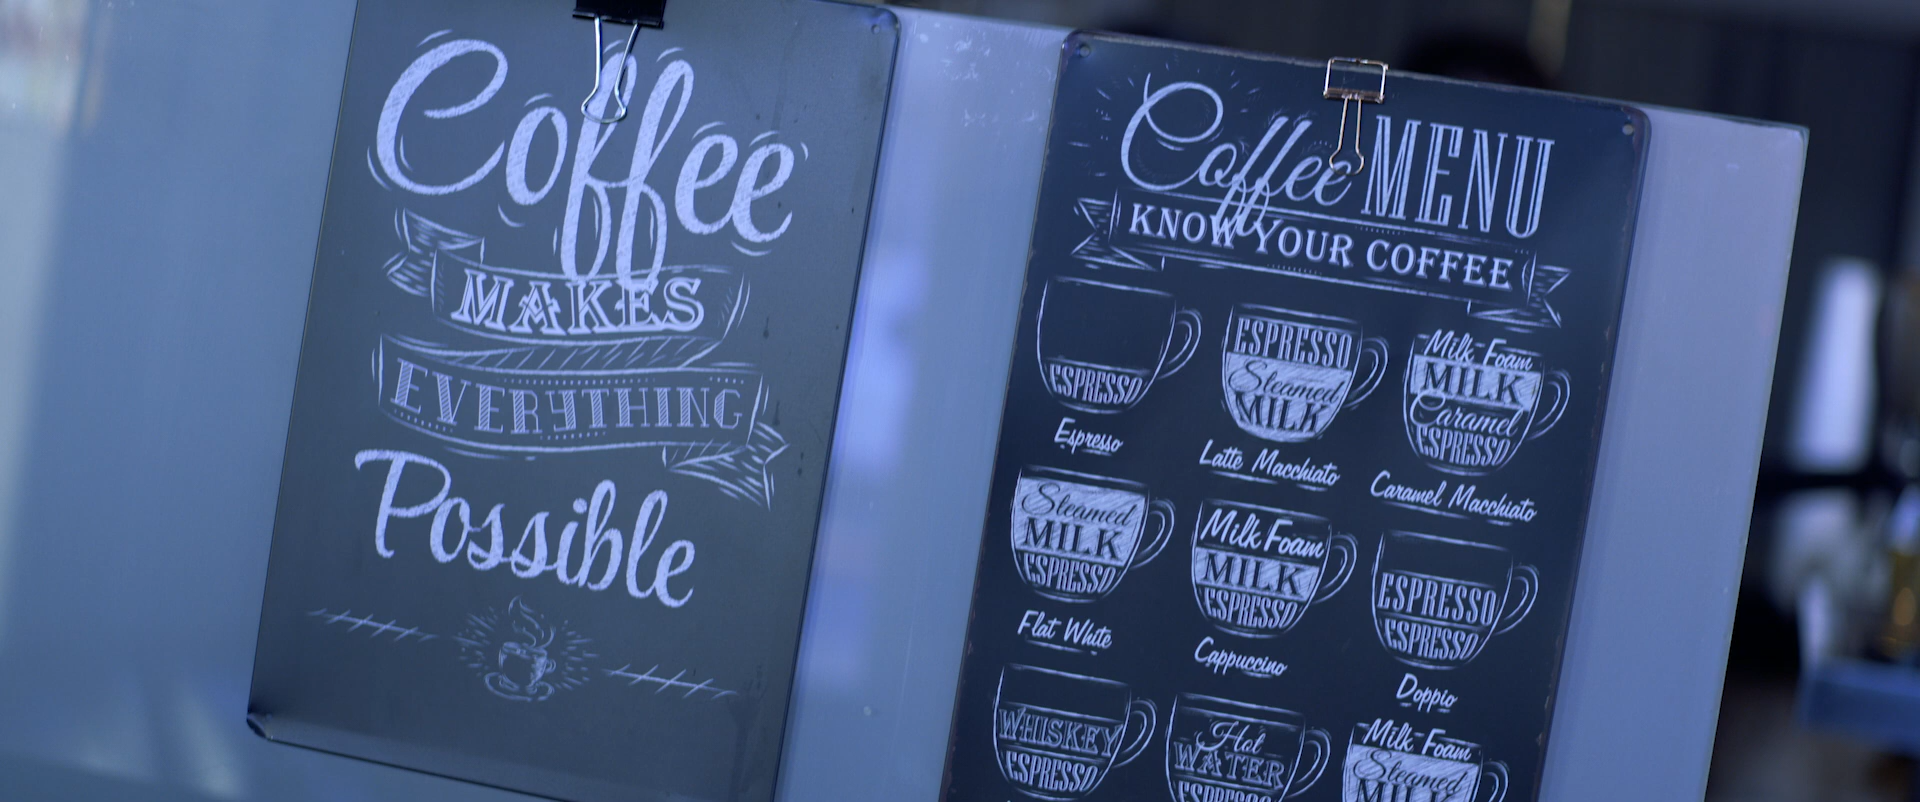 Coffee
MAKES
EVERYTHING
Possible
Coffee MENU
KNOW YOUR COFFEE
ESPRESSO
Espresso
ESPRESSO
Steamed
MILK
Latte Macchiato
Milk Foam
MILK
Caramel
ESPRESSO
Caramel Macchiato
Steamed
MILK
ESPRESSO
Flat White
Milk Foam
MILK
ESPRESSO
Cappuccino
ESPRESSO
ESPRESSO
Doppio
WHISKEY
ESPRESSO
Hot
WATER
ESPRESSO
Milk Foam
Steamed
MILK